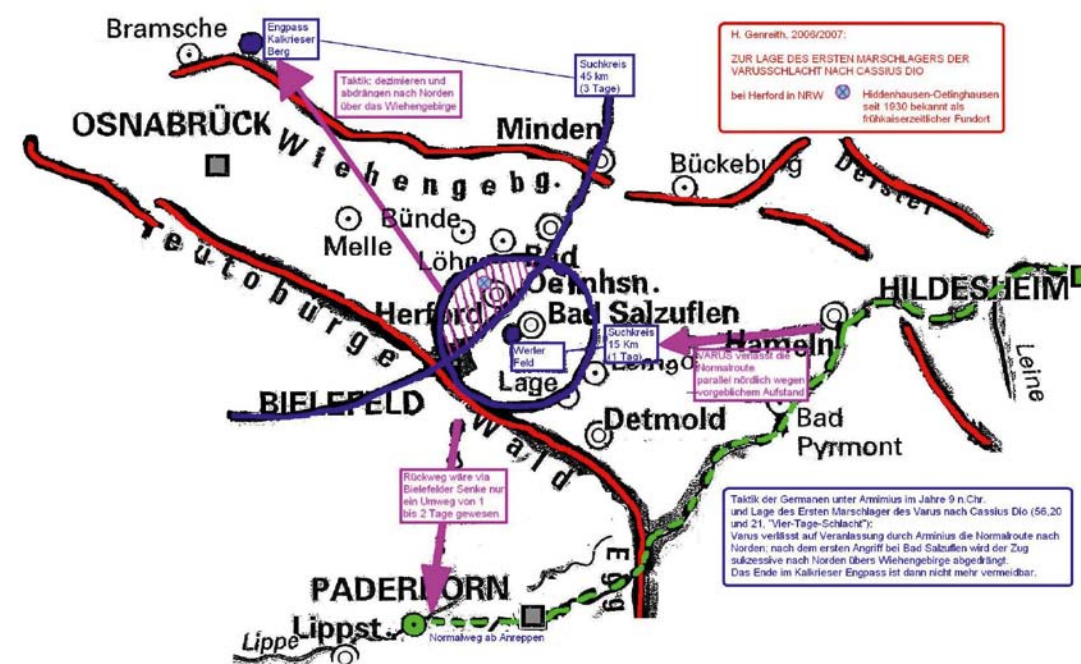 Bramsche
Engpass
Kalkrieser
Berg
Suchkreis
45 km
(3 Tage)
H. Genreith, 2006/2007:
ZUR LAGE DES ERSTEN MARSCHLAGERS DER
VARUSSCHLACHT NACH CASSIUS DIO
bei Herford in NRW
Hiddenhausen-Oetinghausen
seit 1930 bekannt als
frühkaiserzeitlicher Fundort
Taktik: dezimieren und
abdrängen nach Norden
über das Wiehengebirge
OSNABRÜCK
Wiehengebg.
Minden
Bückeburg
Deister
Bünde
Melle
Löhn
Bad
Oeinhsn.
Teutoburge
Wald
Herford
Bad Salzuflen
HILDESHEIM
Hameln
Leine
Werler
Feld
Suchkreis
15 Km
(1 Tag)
VARUS verlässt die
Normalroute
parallel nördlich wegen
vorgeblichem Aufstand
Lage
BIELEFELD
Detmold
Bad
Pyrmont
Rückweg wäre via
Bielefelder Senke nur
ein Umweg von 1
bis 2 Tage gewesen
Taktik der Germanen unter Arminius im Jahre 9 n.Chr.
und Lage des Ersten Marschlager des Varus nach Cassius Dio (56,20
und 21, "Vier-Tage-Schlacht"):
Varus verlässt auf Veranlassung durch Arminius die Normalroute nach
Norden; nach dem ersten Angriff bei Bad Salzuflen wird der Zug
sukzessive nach Norden übers Wiehengebirge abgedrängt.
Das Ende im Kalkrieser Engpass ist dann nicht mehr vermeidbar.
Egg
PADERBORN
Lippst.
Lippe
Normalweg ab Anreppen